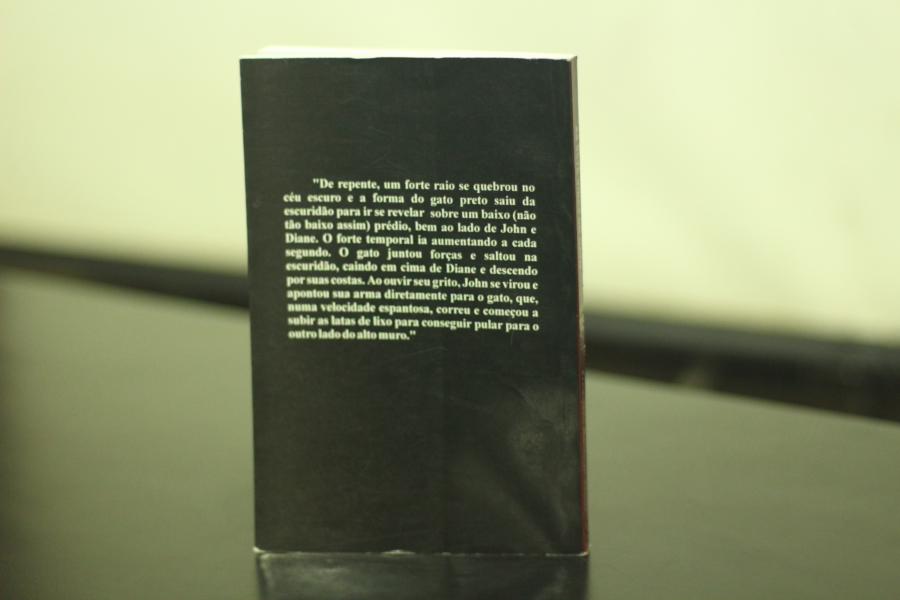 "De repente, um forte raio se quebrou no
céu escuro e a forma do gato preto saiu da
escuridão para ir se revelar sobre um baixo (não
tão baixo assim) prédio, bem ao lado de John e
Diane. O forte temporal ia aumentando a cada
segundo. O gato juntou forças e saltou na
escuridão, caindo em cima de Diane e descendo
por suas costas. Ao ouvir seu grito, John se virou e
apontou sua arma diretamente para o gato, que,
numa velocidade espantosa, correu e começou a
subir as latas de lixo para conseguir pular para o
outro lado do alto muro."